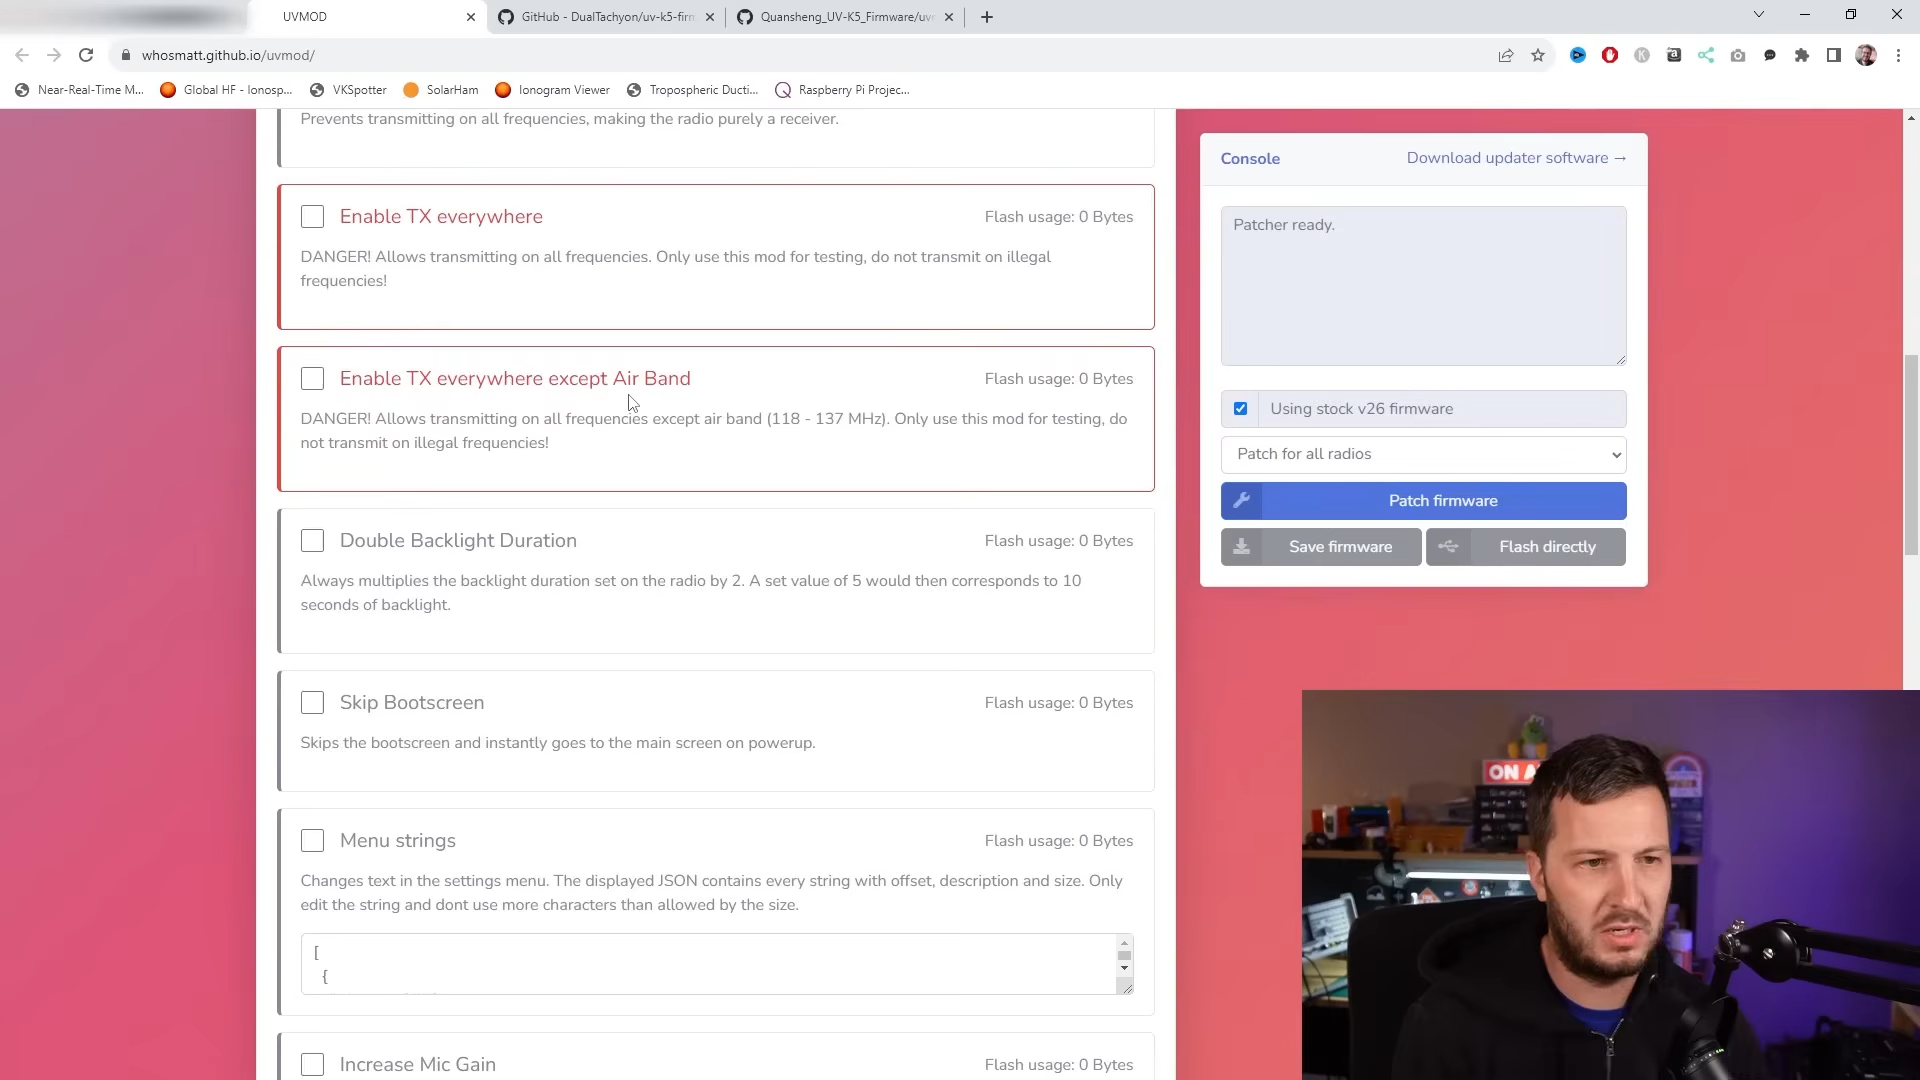 UVMOD
GitHub - DualTachyon/uv-k5-firm
Quansheng_UV-K5_Firmware/uv
whosmatt.github.io/uvmod/
Near-Real-Time M...
Global HF - Ionosp...
VKSpotter
SolarHam
Ionogram Viewer
Tropospheric Ducti...
Raspberry Pi Projec...
Prevents transmitting on all frequencies, making the radio purely a receiver.
Enable TX everywhere
Flash usage: 0 Bytes
DANGER! Allows transmitting on all frequencies. Only use this mod for testing, do not transmit on illegal
frequencies!
Enable TX everywhere except Air Band
Flash usage: 0 Bytes
DANGER! Allows transmitting on all frequencies except air band (118 - 137 MHz). Only use this mod for testing, do
not transmit on illegal frequencies!
Double Backlight Duration
Flash usage: 0 Bytes
Always multiplies the backlight duration set on the radio by 2. A set value of 5 would then corresponds to 10
seconds of backlight.
Skip Bootscreen
Flash usage: 0 Bytes
Skips the bootscreen and instantly goes to the main screen on powerup.
Menu strings
Flash usage: 0 Bytes
Changes text in the settings menu. The displayed JSON contains every string with offset, description and size. Only
edit the string and dont use more characters than allowed by the size.
[
{
Increase Mic Gain
Flash usage: 0 Bytes
Console
Download updater software →
Patcher ready.
Using stock v26 firmware
Patch for all radios
Patch firmware
Save firmware
Flash directly
ON A